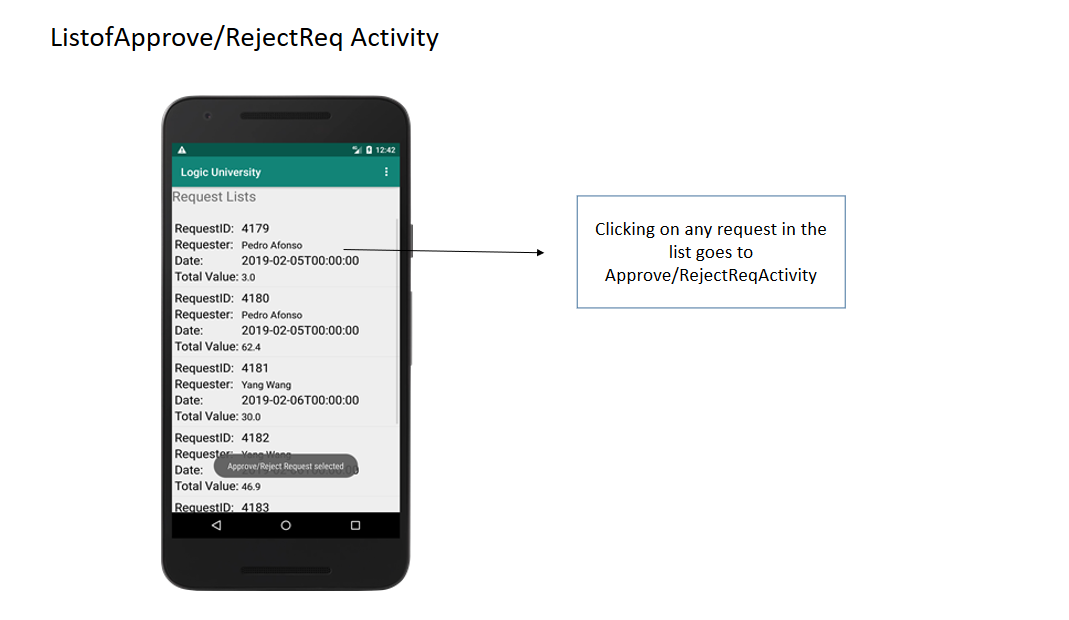 ListofApprove/RejectReq Activity
12:42
Logic University
Request Lists
RequestID: 4179
Requester: Pedro Afonso
Date: 2019-02-05T00:00:00
Total Value: 3.0
RequestID: 4180
Requester: Pedro Afonso
Date: 2019-02-05T00:00:00
Total Value: 62.4
RequestID: 4181
Requester: Yang Wang
Date: 2019-02-06T00:00:00
Total Value: 30.0
RequestID: 4182
Requester: Yang Wang
Approve/Reject Request selected
Date:
Total Value: 46.9
RequestID: 4183
Clicking on any request in the
list goes to
Approve/RejectReqActivity